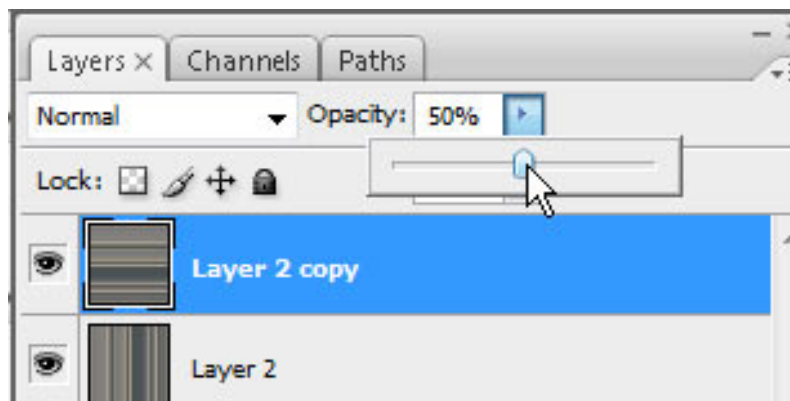 Layers × Channels Paths
Normal Opacity: 50%
Lock:
Layer 2 copy
Layer 2